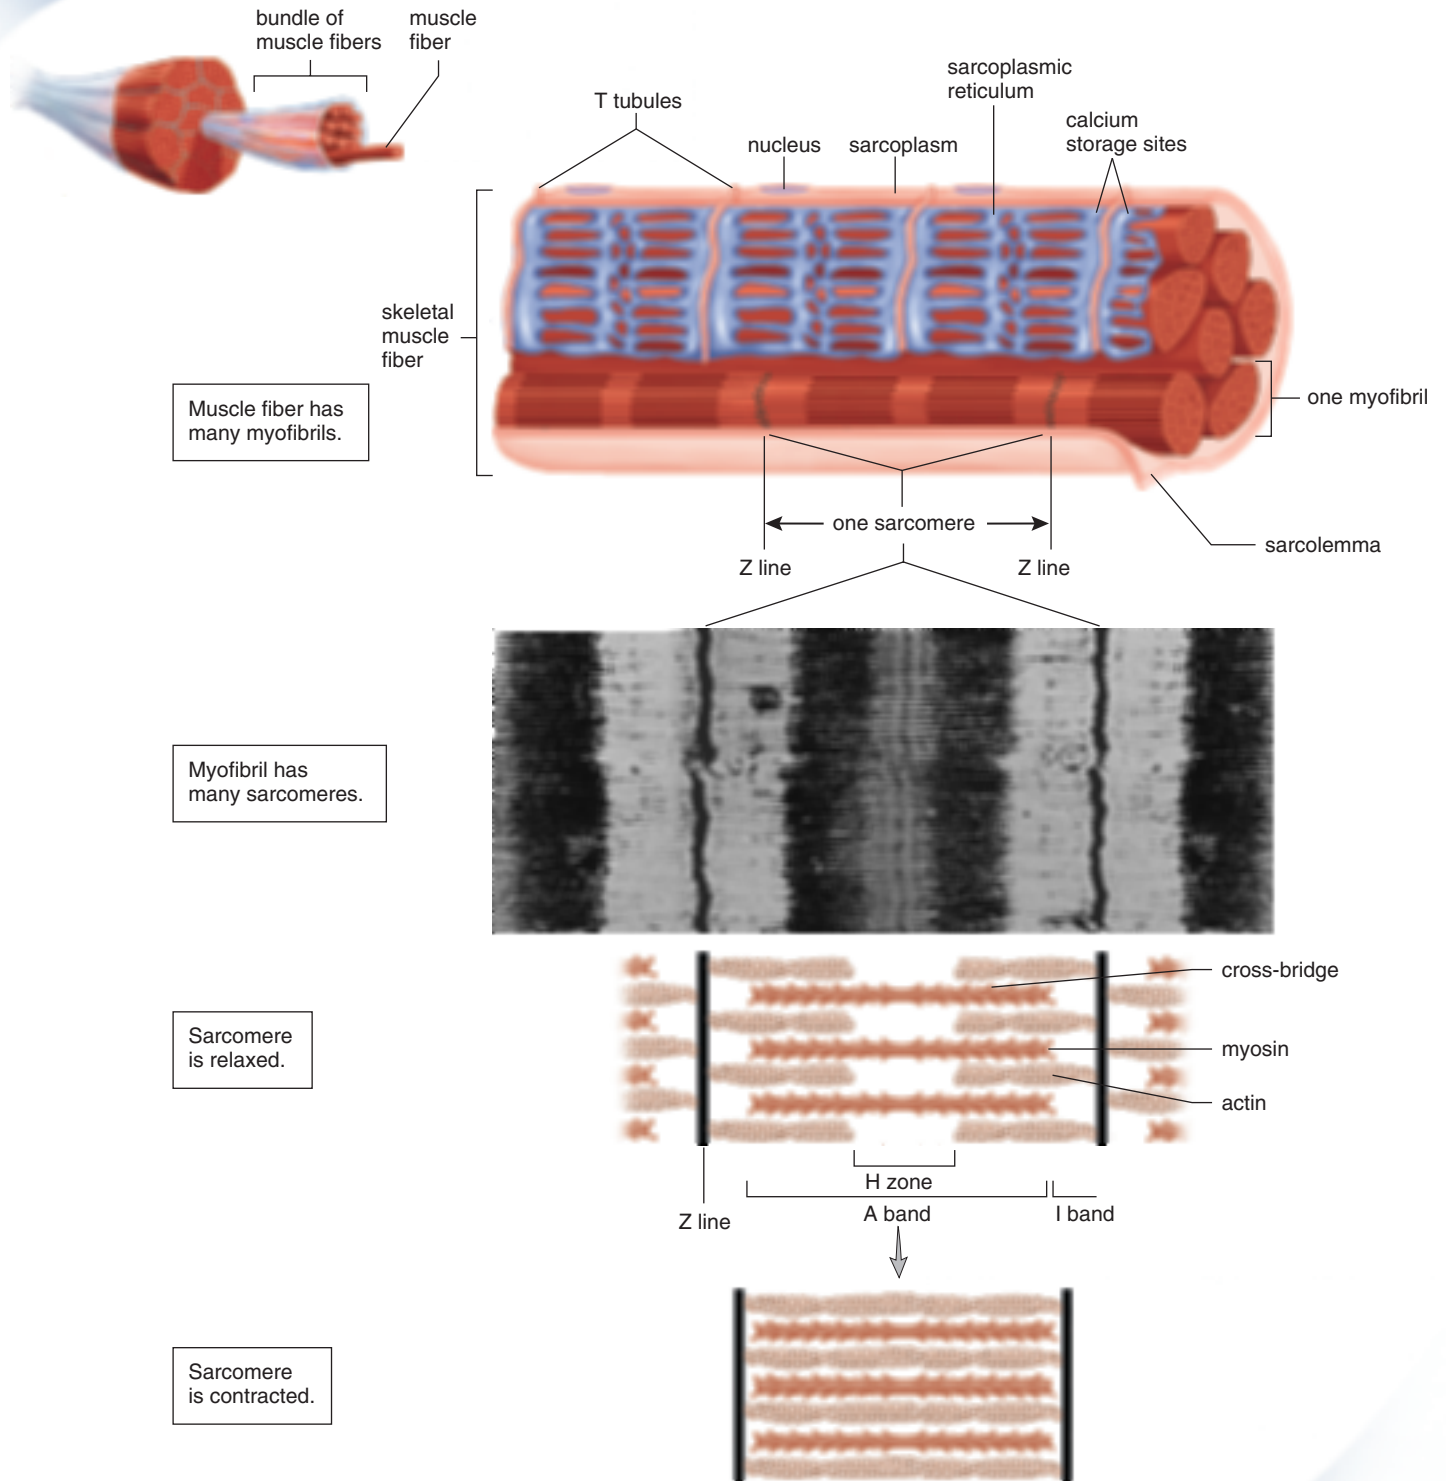 bundle of
muscle fibers
muscle
fiber
T tubules
nucleus
sarcoplasm
sarcoplasmic
reticulum
calcium
storage sites
skeletal
muscle
fiber
Muscle fiber has
many myofibrils.
one myofibril
one sarcomere
sarcolemma
Z line
Z line
Myofibril has
many sarcomeres.
cross-bridge
Sarcomere
is relaxed.
myosin
actin
H zone
Z line
A band
I band
Sarcomere
is contracted.